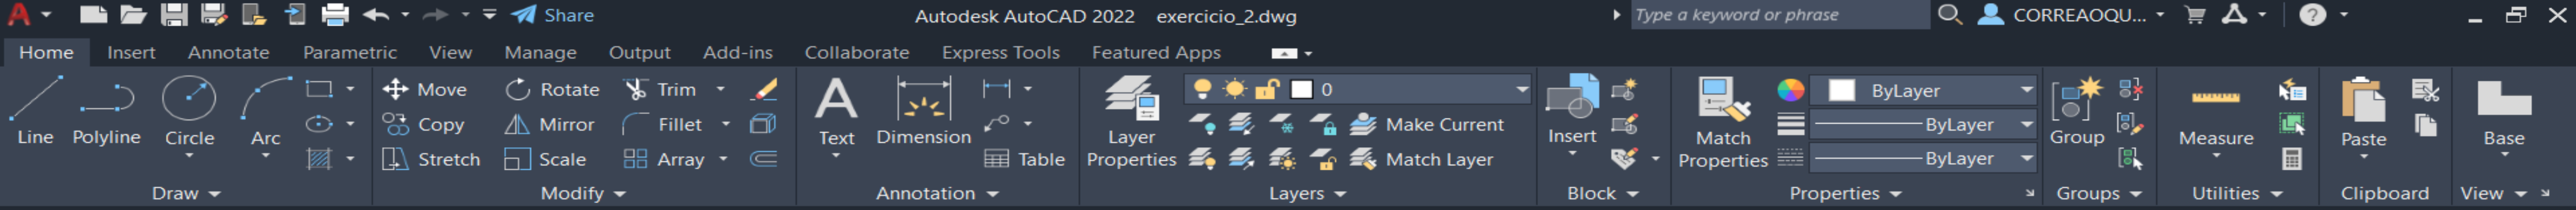 Share
Autodesk AutoCAD 2022 exercicio_2.dwg
Type a keyword or phrase
CORREAOQU...
Home Insert Annotate Parametric View Manage Output Add-ins Collaborate Express Tools Featured Apps
Line Polyline Circle Arc
Move Rotate Trim
Copy Mirror Fillet
Stretch Scale Array
Text Dimension
Table
Layer
Properties
0
Make Current
Match Layer
Insert
Match
Properties
ByLayer
ByLayer
ByLayer
Group
Measure
Paste
Base
Draw Modify Annotation Layers Block Properties Groups Utilities Clipboard View